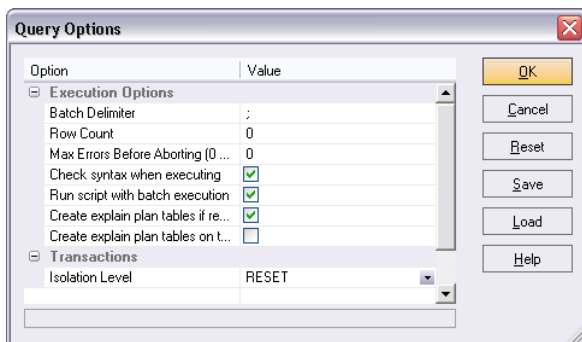 Query Options
Option Value
Execution Options
Batch Delimiter ;
Row Count 0
Max Errors Before Aborting (0 ... 0
Check syntax when executing
Run script with batch execution
Create explain plan tables if re...
Create explain plan tables on t...
Transactions
Isolation Level RESET
OK
Cancel
Reset
Save
Load
Help